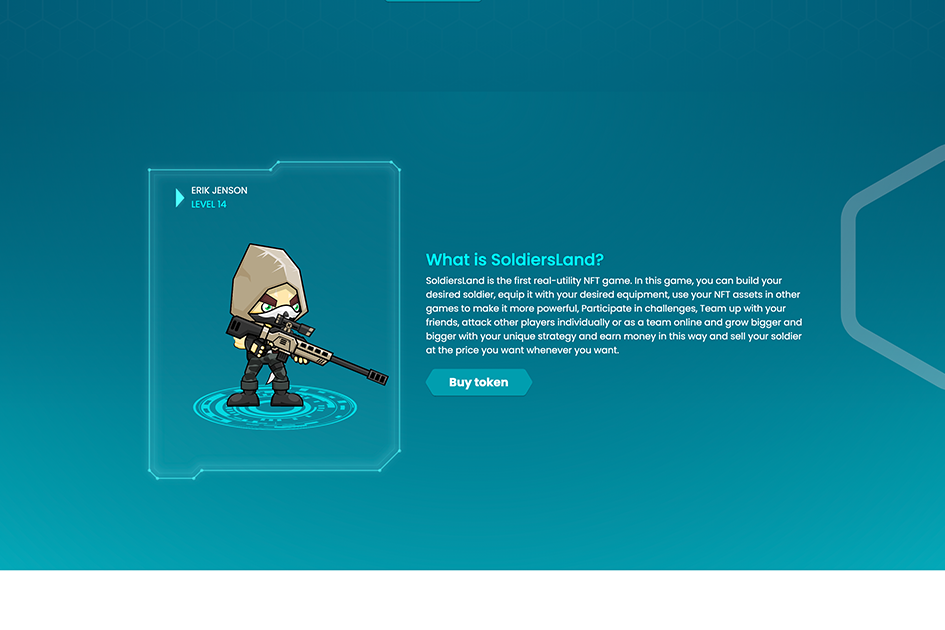 ERIK JENSON
LEVEL 14
What is SoldiersLand?
SoldiersLand is the first real-utility NFT game. In this game, you can build your
desired soldier, equip it with your desired equipment, use your NFT assets in other
games to make it more powerful, Participate in challenges, Team up with your
friends, attack other players individually or as a team online and grow bigger and
bigger with your unique strategy and earn money in this way and sell your soldier
at the price you want whenever you want.
Buy token